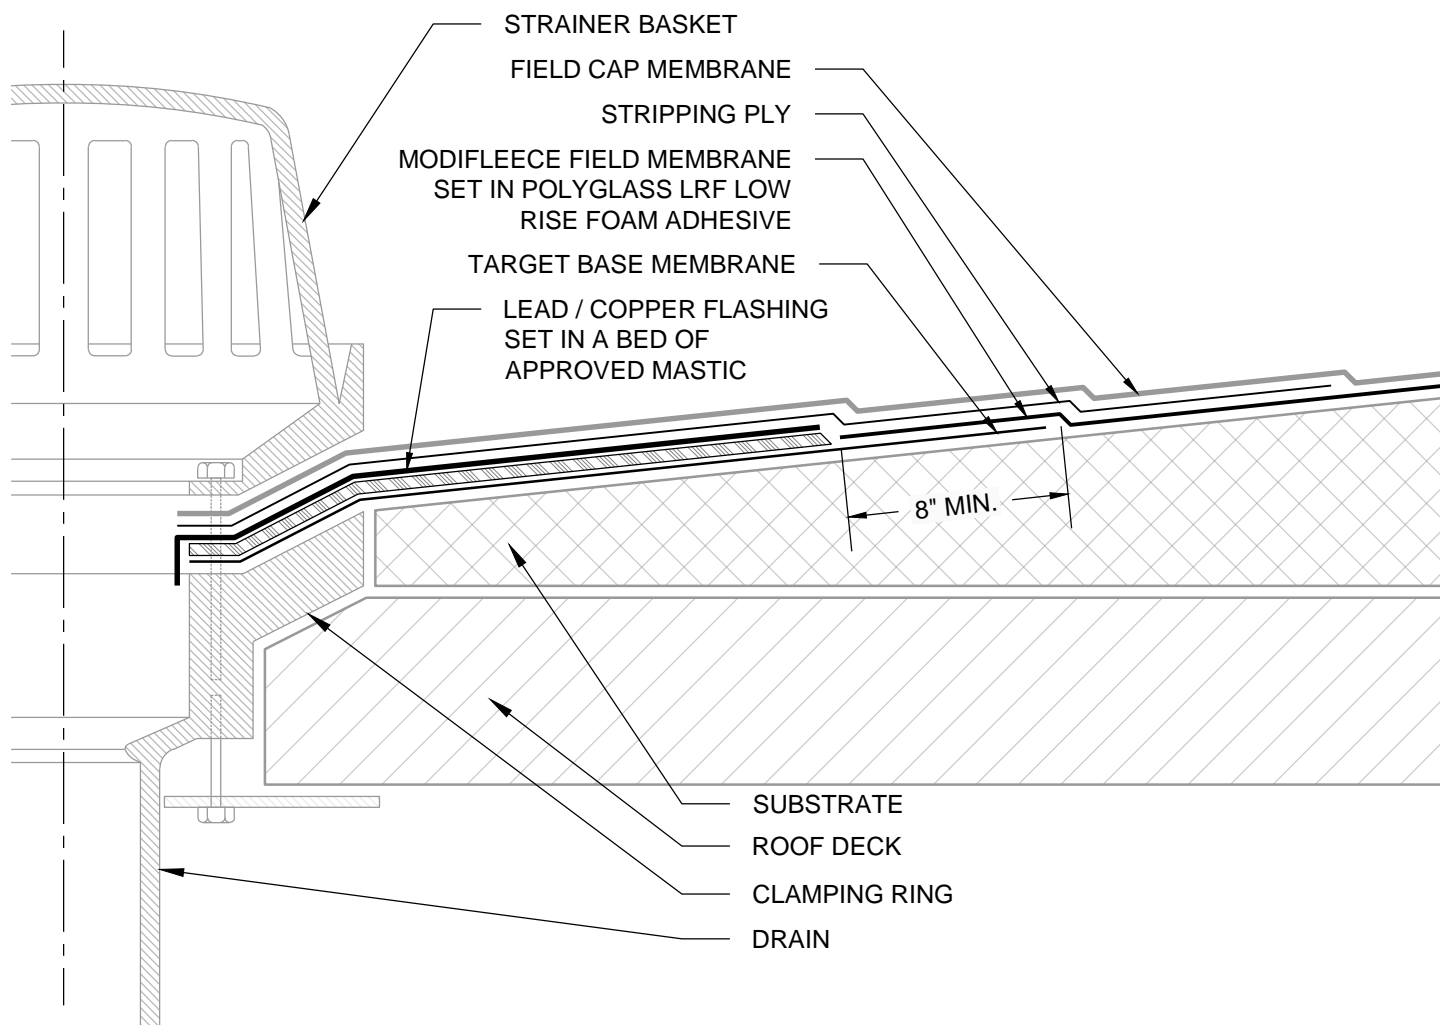 STRAINER BASKET
FIELD CAP MEMBRANE
STRIPPING PLY
MODIFLEECE FIELD MEMBRANE
SET IN POLYGLASS LRF LOW
RISE FOAM ADHESIVE
TARGET BASE MEMBRANE
LEAD / COPPER FLASHING
SET IN A BED OF
APPROVED MASTIC
8" MIN.
SUBSTRATE
ROOF DECK
CLAMPING RING
DRAIN